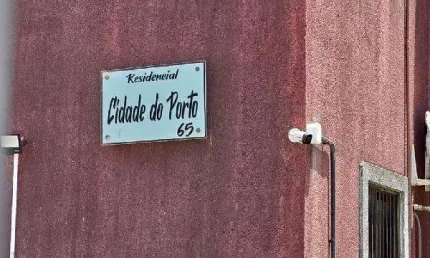 Residencial
Cidade do Porto
65